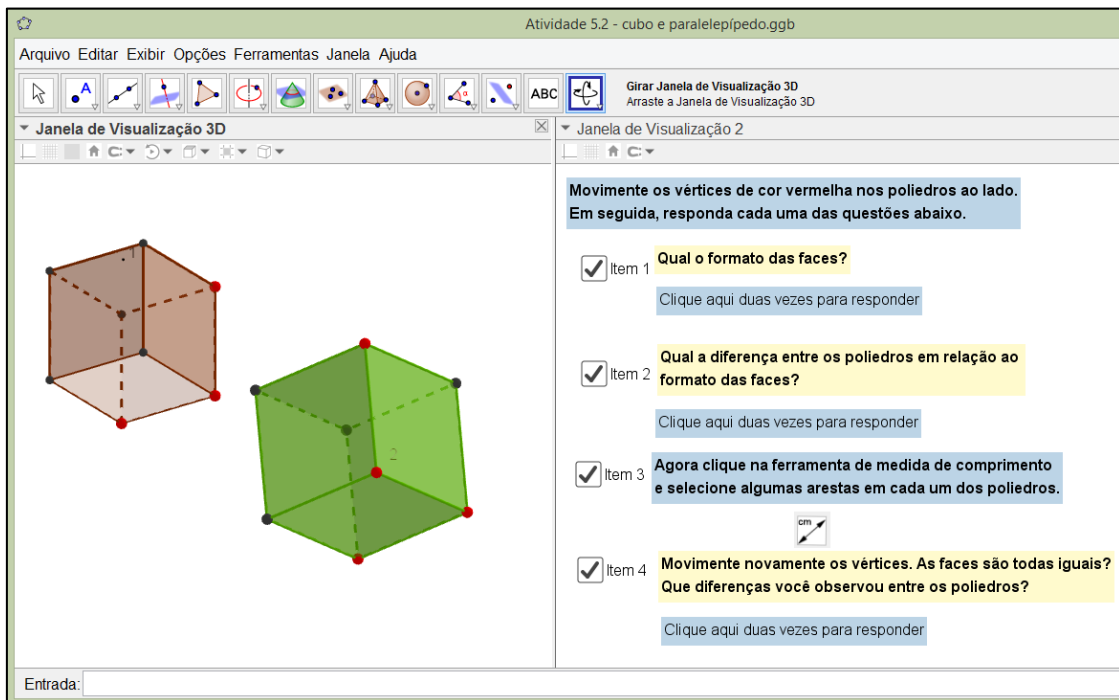 Atividade 5.2 - cubo e paralelepípedo.ggb
Arquivo Editar Exibir Opções Ferramentas Janela Ajuda
A
α
ABC
Girar Janela de Visualização 3D
Arraste a Janela de Visualização 3D
Janela de Visualização 3D
Janela de Visualização 2
Movimente os vértices de cor vermelha nos poliedros ao lado.
Em seguida, responda cada uma das questões abaixo.
Item 1
Qual o formato das faces?
Clique aqui duas vezes para responder
Item 2
Qual a diferença entre os poliedros em relação ao
formato das faces?
Clique aqui duas vezes para responder
Item 3
Agora clique na ferramenta de medida de comprimento
e selecione algumas arestas em cada um dos poliedros.
cm
Item 4
Movimente novamente os vértices. As faces são todas iguais?
Que diferenças você observou entre os poliedros?
Clique aqui duas vezes para responder
1
2
Entrada: